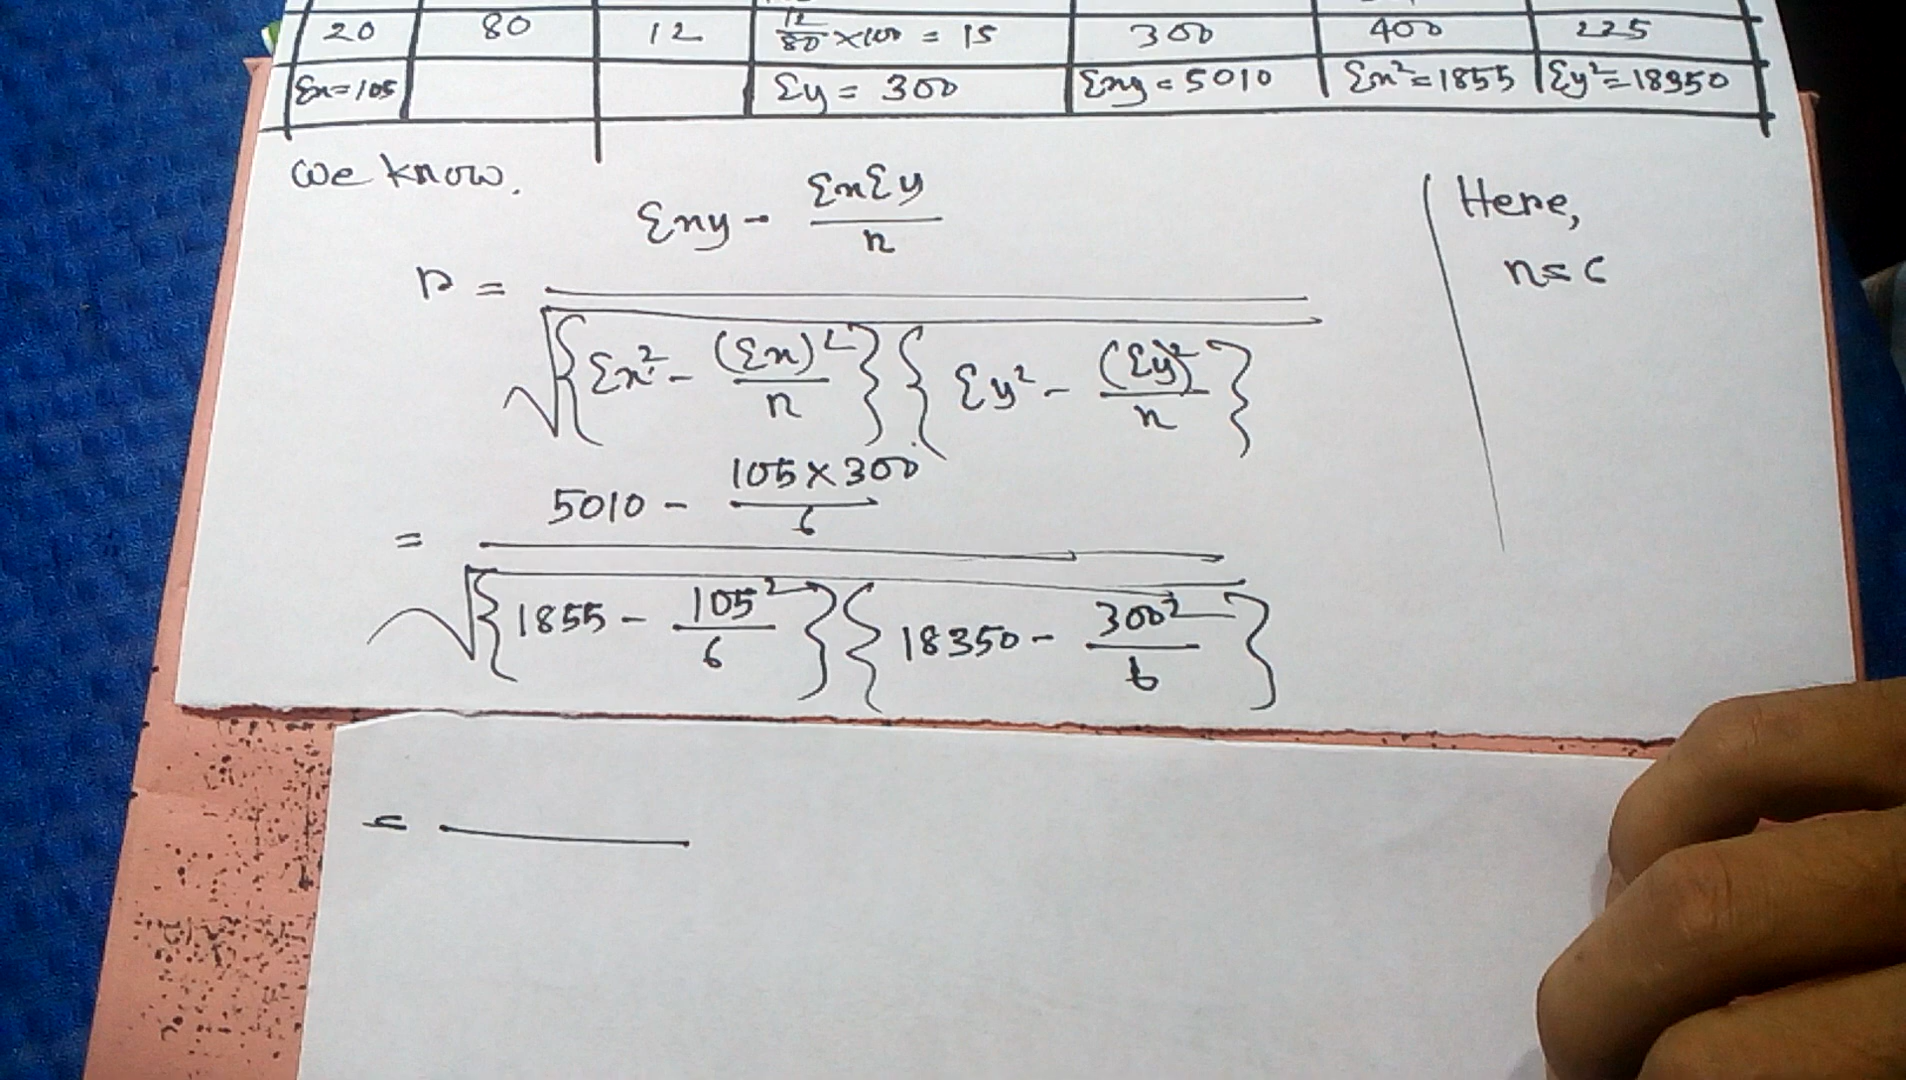 20 80 12 12/80 ×100 = 15 300 400 225
Σx=105 Σy = 300 Σxy = 5010 Σx²=1855 Σy²=18350
We know,
r = (Σxy - ΣxΣy/n) / √{Σx² - (Σx)²/n}{Σy² - (Σy)²/n}
Here,
n=6
= (5010 - 105×300/6) / √{1855 - 105²/6}{18350 - 300²/6}
=